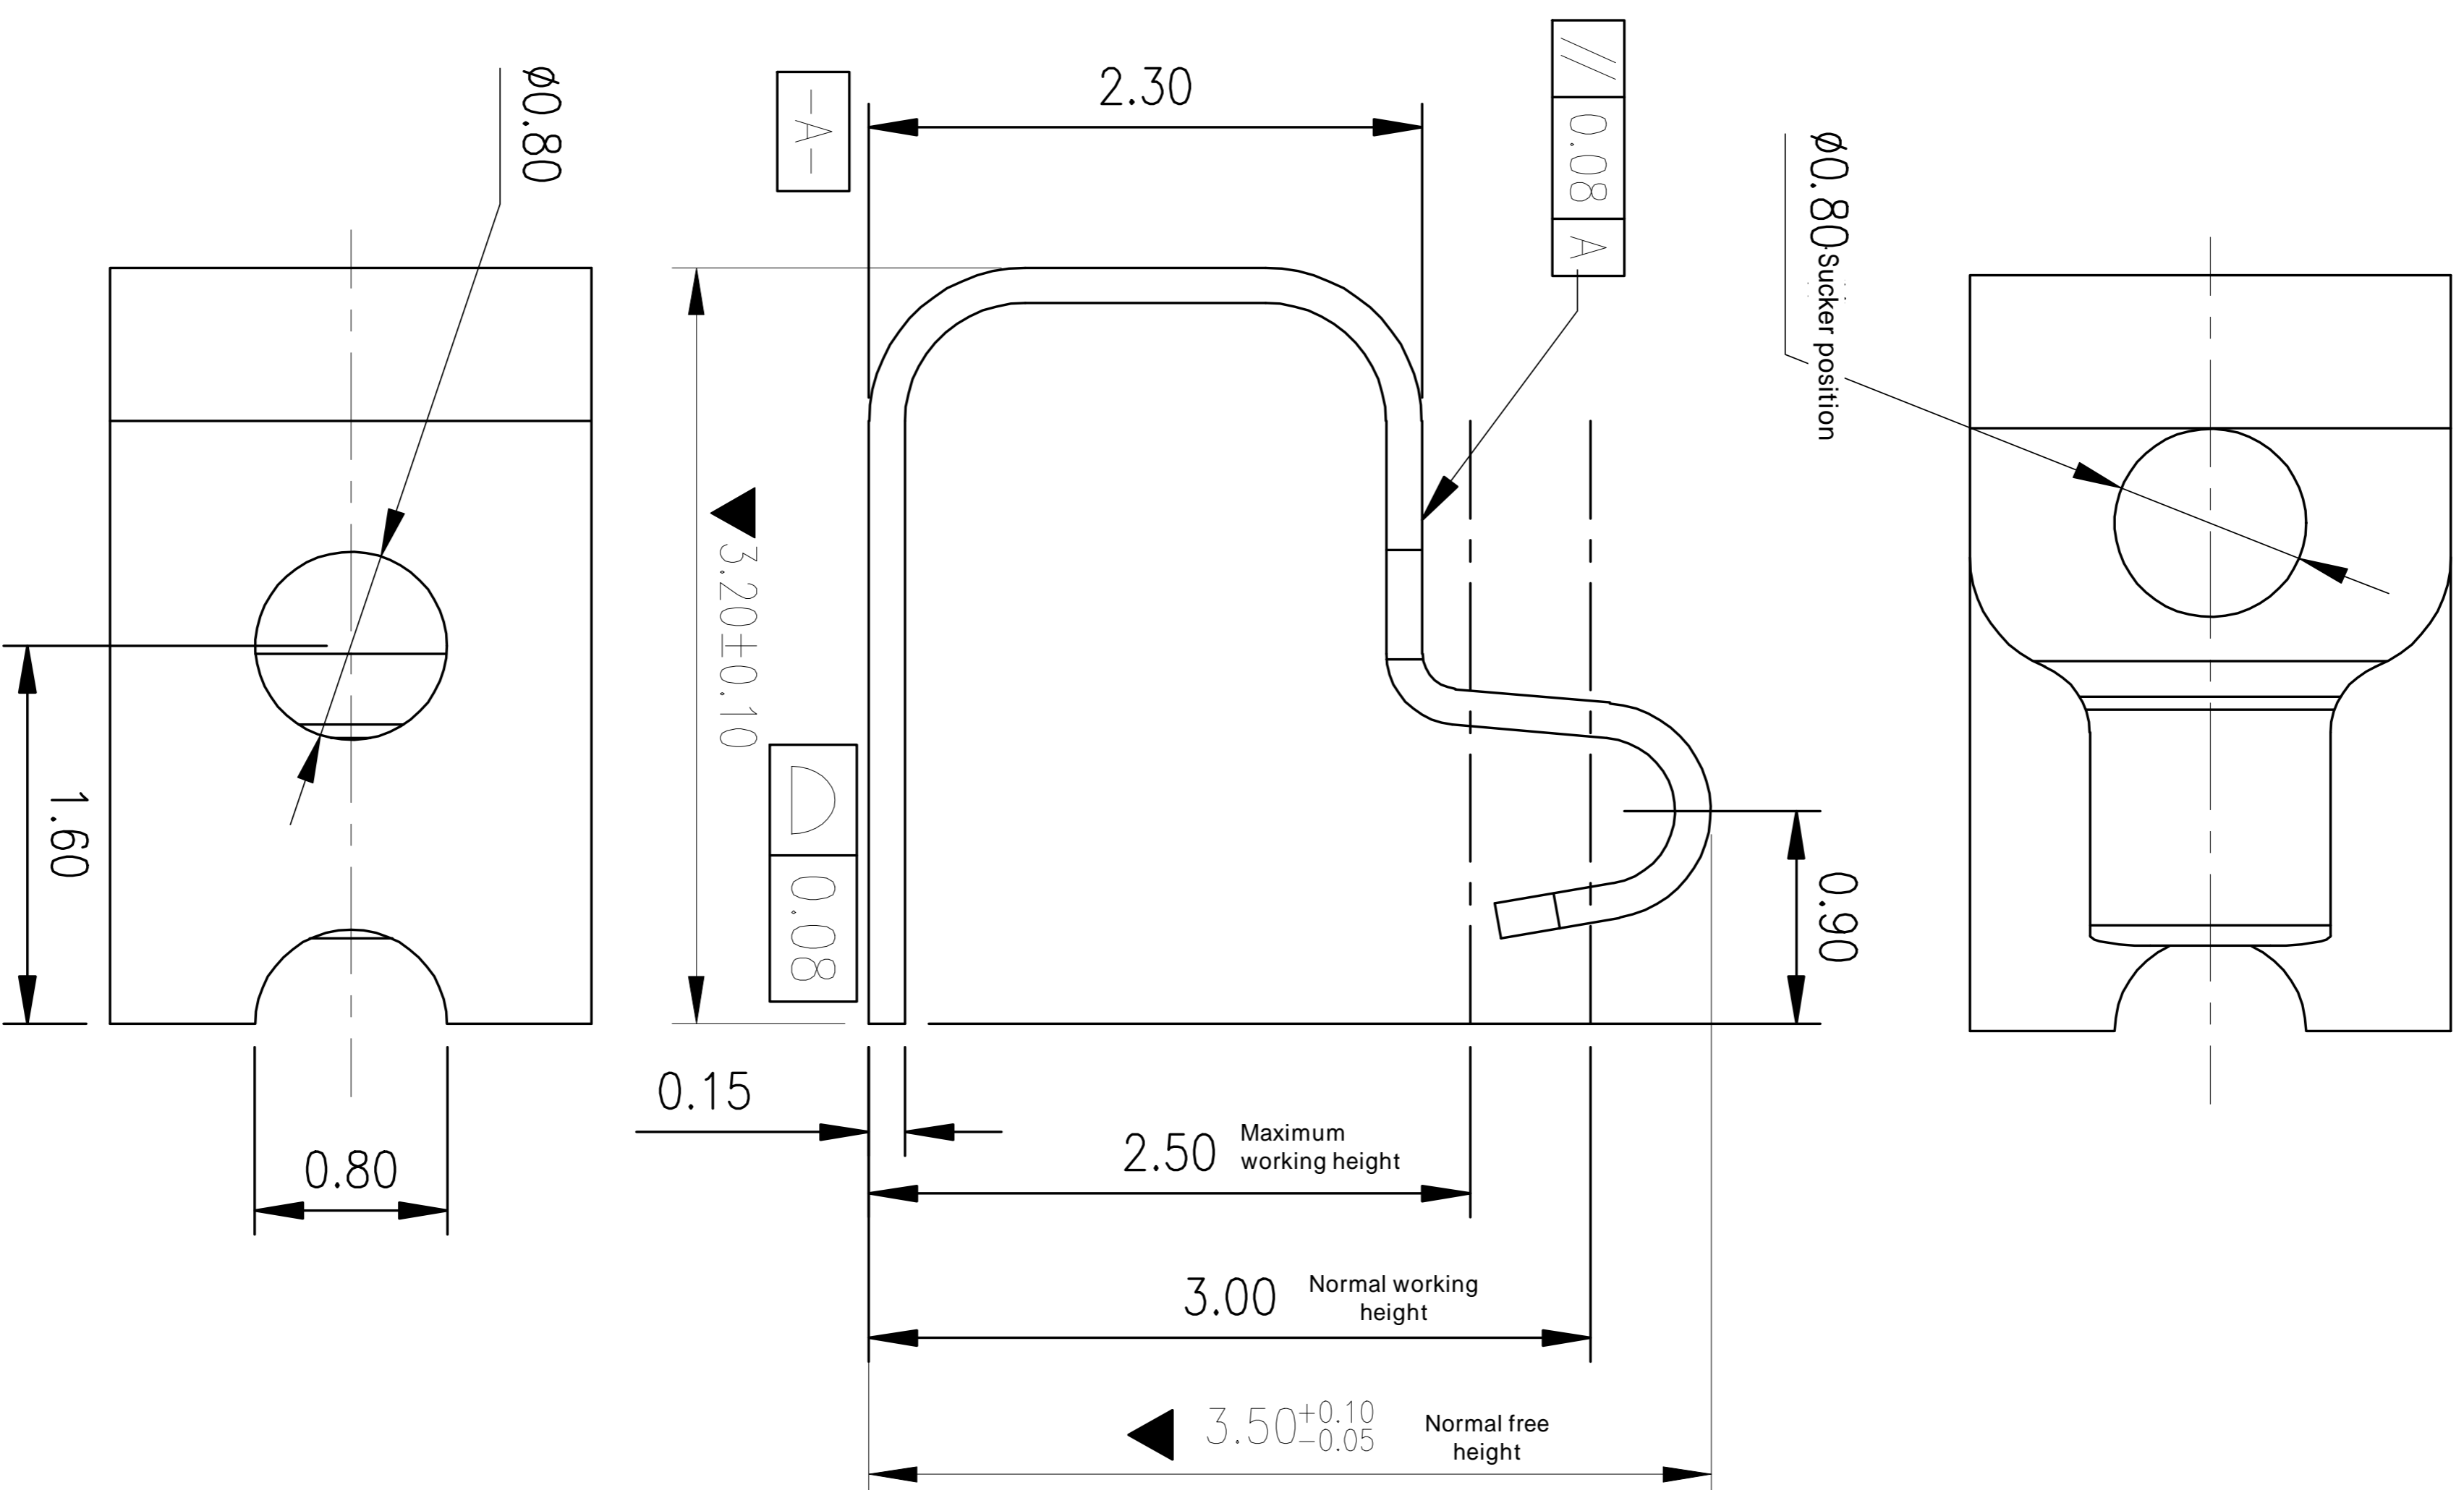 ø0.80
2.30
-A-
// 0.08 A
ø0.80 Sucker position
3.20±0.10
0.08
1.60
0.90
0.15
0.80
2.50 Maximum
working height
3.00 Normal working
height
3.50 +0.10
-0.05
Normal free
height